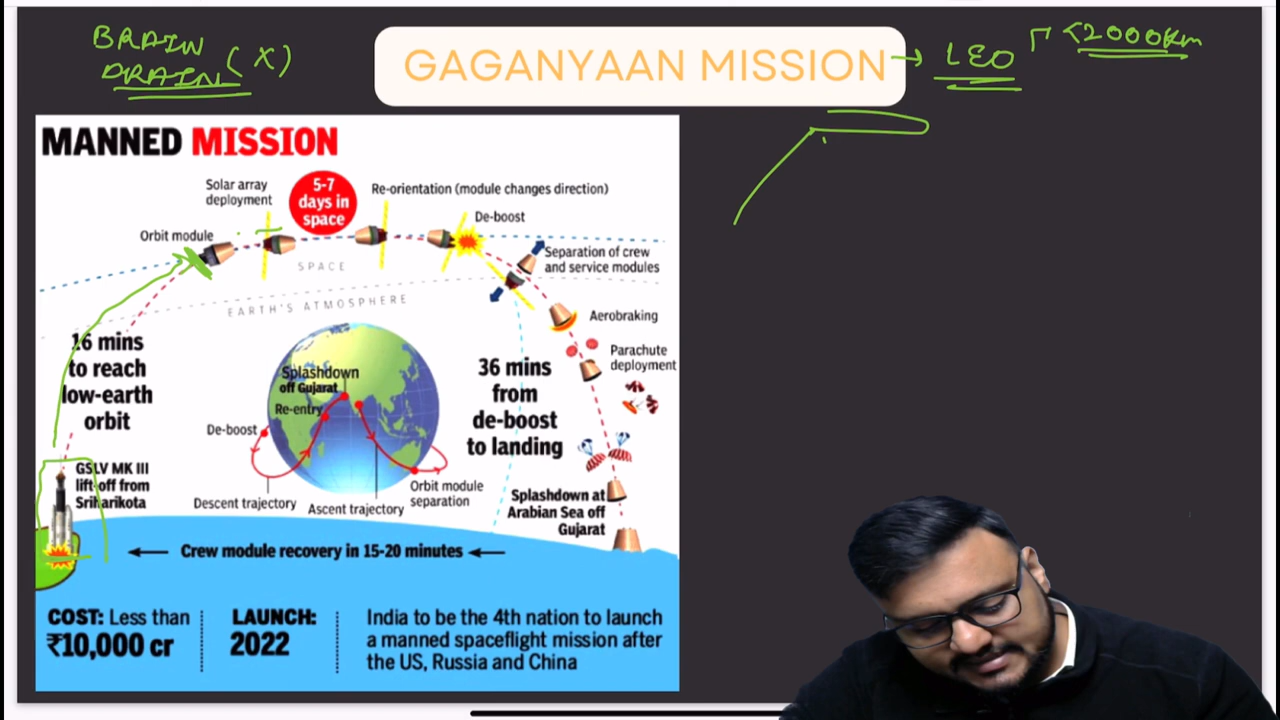 BRAIN
DRAIN (X)
GAGANYAAN MISSION
LEO
<2000Km
MANNED MISSION
Solar array
deployment
5-7
days in
space
Re-orientation (module changes direction)
De-boost
Orbit module
Separation of crew
and service modules
SPACE
EARTH'S ATMOSPHERE
Aerobraking
Parachute
deployment
16 mins
to reach
low-earth
orbit
36 mins
from
de-boost
to landing
Splashdown
off Gujarat
Re-entry
De-boost
Descent trajectory
Ascent trajectory
Orbit module
separation
GSLV MK III
lift-off from
Sriharikota
Splashdown at
Arabian Sea off
Gujarat
Crew module recovery in 15-20 minutes
COST: Less than
₹10,000 cr
LAUNCH:
2022
India to be the 4th nation to launch
a manned spaceflight mission after
the US, Russia and China